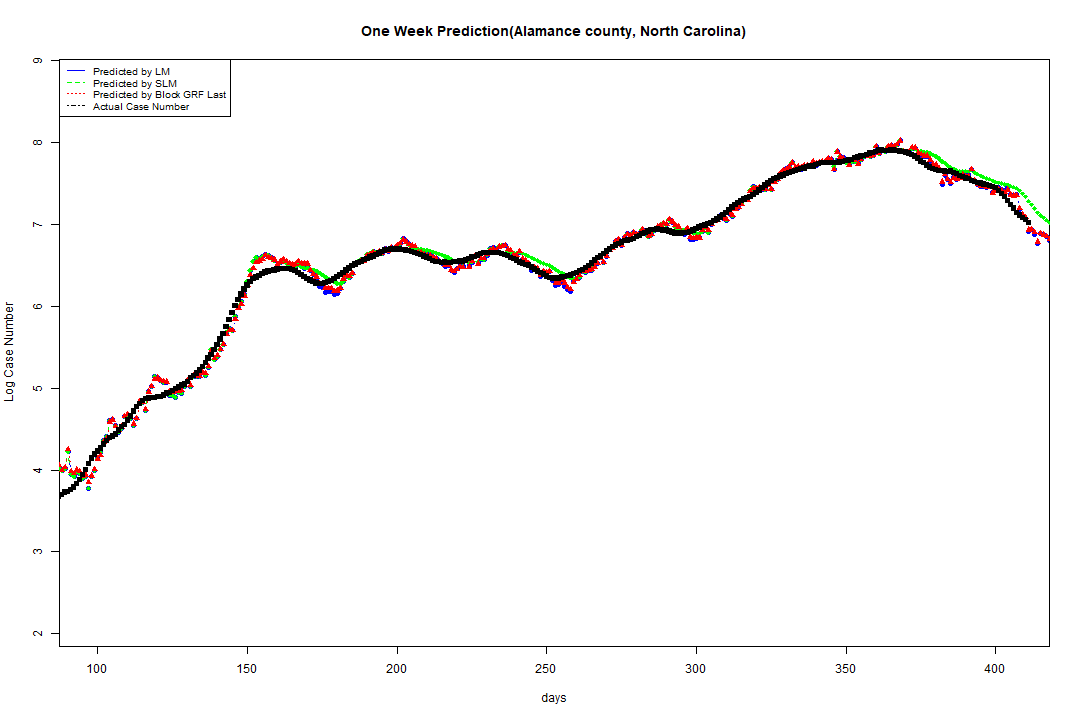 One Week Prediction(Alamance county, North Carolina)
Predicted by LM
Predicted by SLM
Predicted by Block GRF Last
Actual Case Number
9
8
7
6
5
4
3
2
Log Case Number
100 150 200 250 300 350 400
days